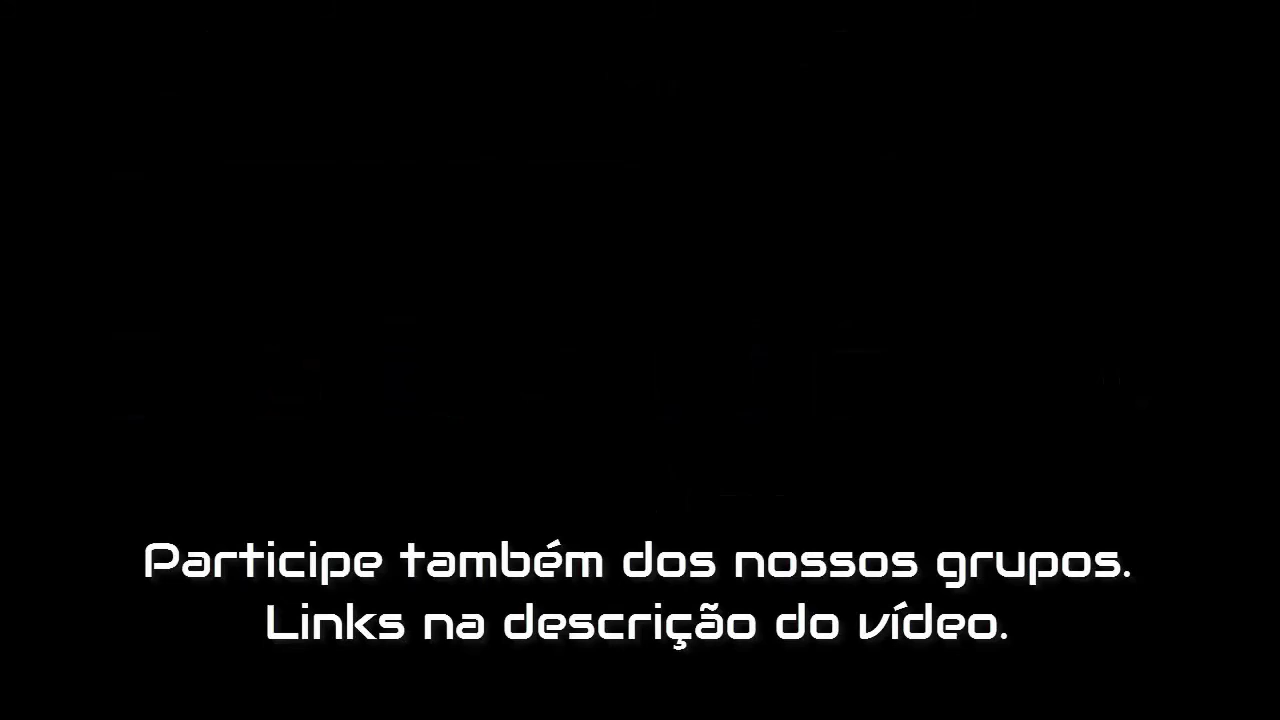 Participe também dos nossos grupos.
Links na descrição do vídeo.